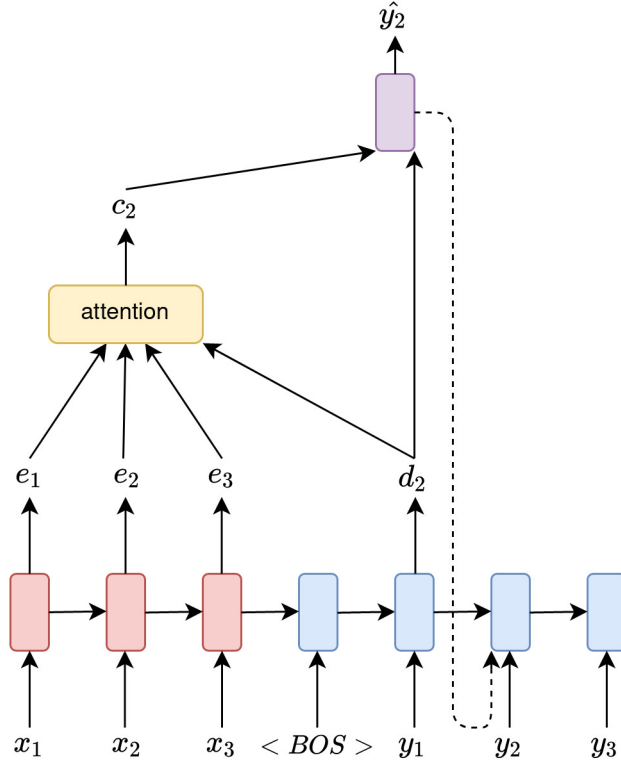 ŷ₂
c₂
attention
e₁ e₂ e₃ d₂
x₁ x₂ x₃ < BOS > y₁ y₂ y₃